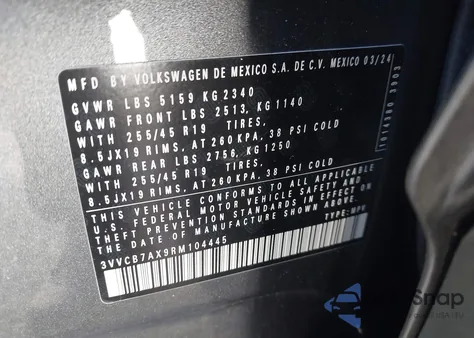 MFD BY VOLKSWAGEN DE MEXICO S.A. DE C.V. MEXICO 03/24
GVWR LBS 5159 KG 2340
GAWR FRONT LBS 2513, KG 1140
WITH 255/45 R19 TIRES.
8.5JX19 RIMS, AT 260 KPA, 38 PSI COLD
GAWR REAR LBS 2756, KG1250
WITH 255/45 R19 TIRES.
8.5JX19 RIMS, AT 260 KPA, 38 PSI COLD
THIS VEHICLE CONFORMS TO ALL APPLICABLE
U.S. FEDERAL MOTOR VEHICLE SAFETY AND
THEFT PREVENTION STANDARDS IN EFFECT ON
THE DATE OF MANUFACTURE SHOWN ABOVE.
TYPE: MPV
3VVCB7AX9RM104445